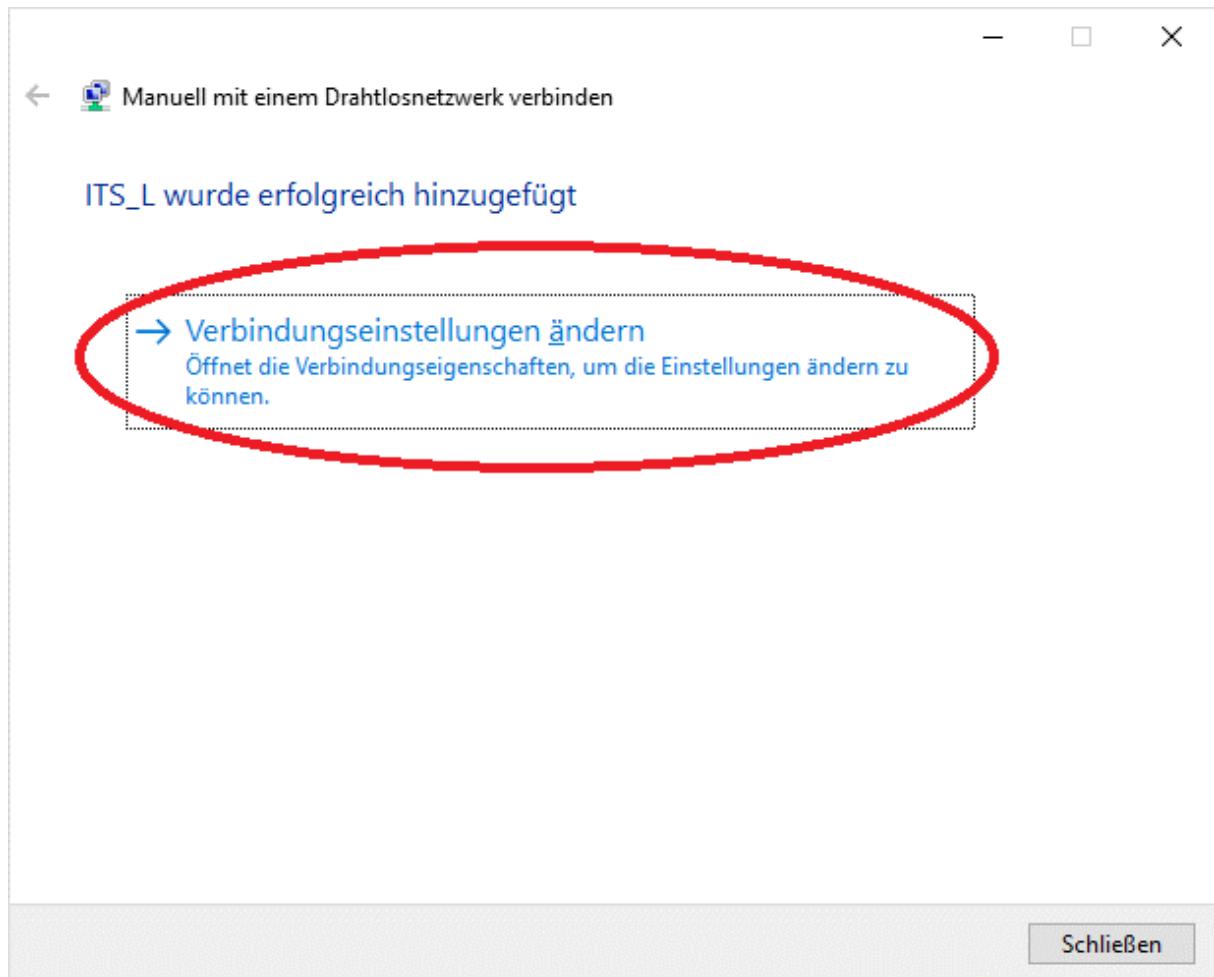 Manuell mit einem Drahtlosnetzwerk verbinden
ITS_L wurde erfolgreich hinzugefügt
Verbindungseinstellungen ändern
Öffnet die Verbindungseigenschaften, um die Einstellungen ändern zu
können.
Schließen